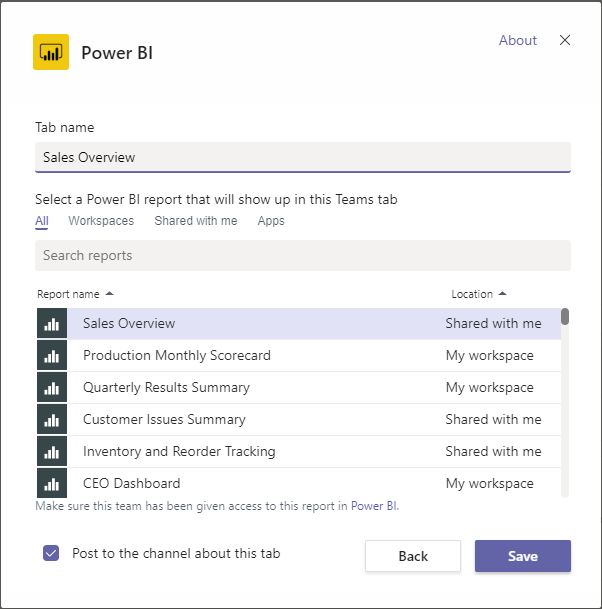 Power BI
About
Tab name
Sales Overview
Select a Power BI report that will show up in this Teams tab
All Workspaces Shared with me Apps
Search reports
Report name Location
Sales Overview Shared with me
Production Monthly Scorecard My workspace
Quarterly Results Summary My workspace
Customer Issues Summary Shared with me
Inventory and Reorder Tracking Shared with me
CEO Dashboard My workspace
Make sure this team has been given access to this report in Power BI.
Post to the channel about this tab
Back
Save